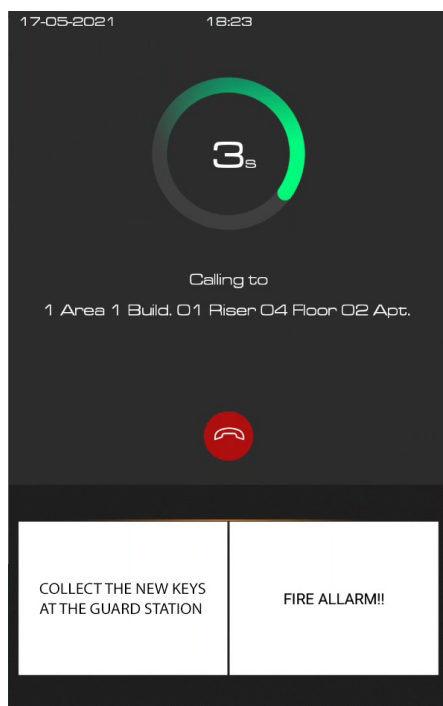 17-05-2021 18:23
3s
Calling to
1 Area 1 Build. 01 Riser 04 Floor 02 Apt.
COLLECT THE NEW KEYS
AT THE GUARD STATION
FIRE ALLARM!!